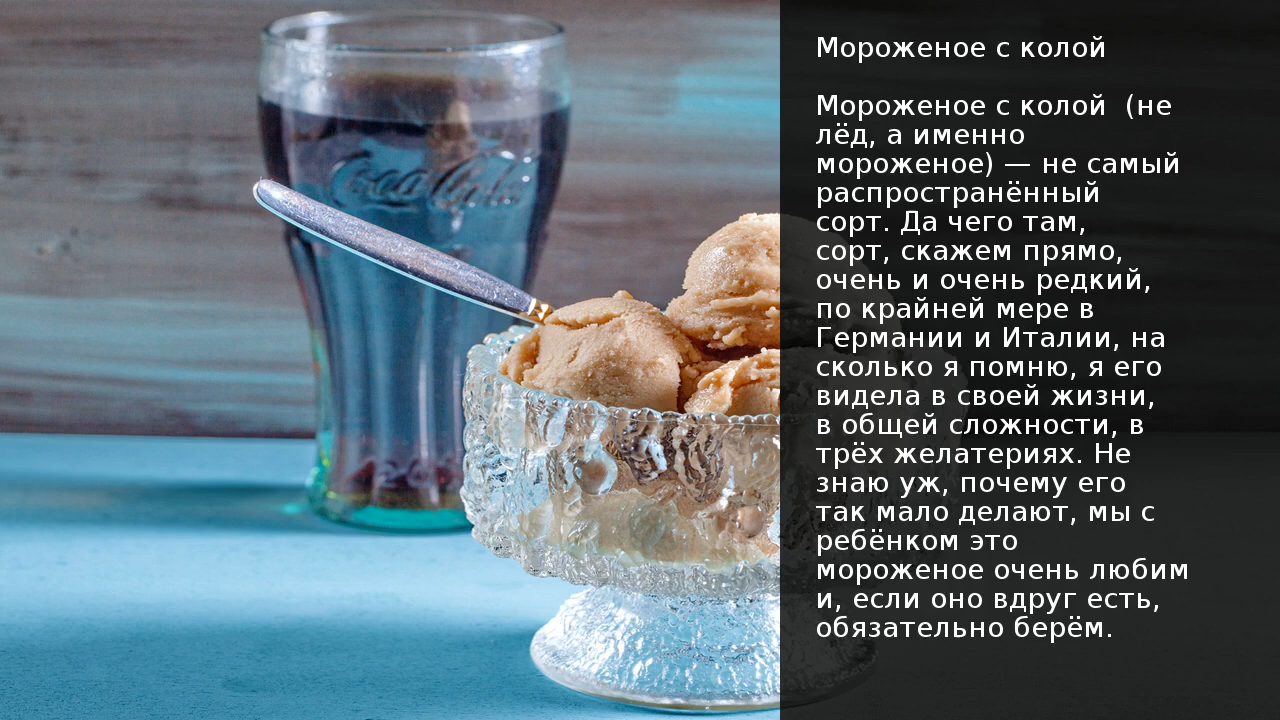 Coca-Cola
Мороженое с колой
Мороженое с колой  (не
лёд, а именно
мороженое) — не самый
распространённый
сорт. Да чего там,
сорт, скажем прямо,
очень и очень редкий,
по крайней мере в
Германии и Италии, на
сколько я помню, я его
видела в своей жизни,
в общей сложности, в
трёх желатериях. Не
знаю уж, почему его
так мало делают, мы с
ребёнком это
мороженое очень любим
и, если оно вдруг есть,
обязательно берём.